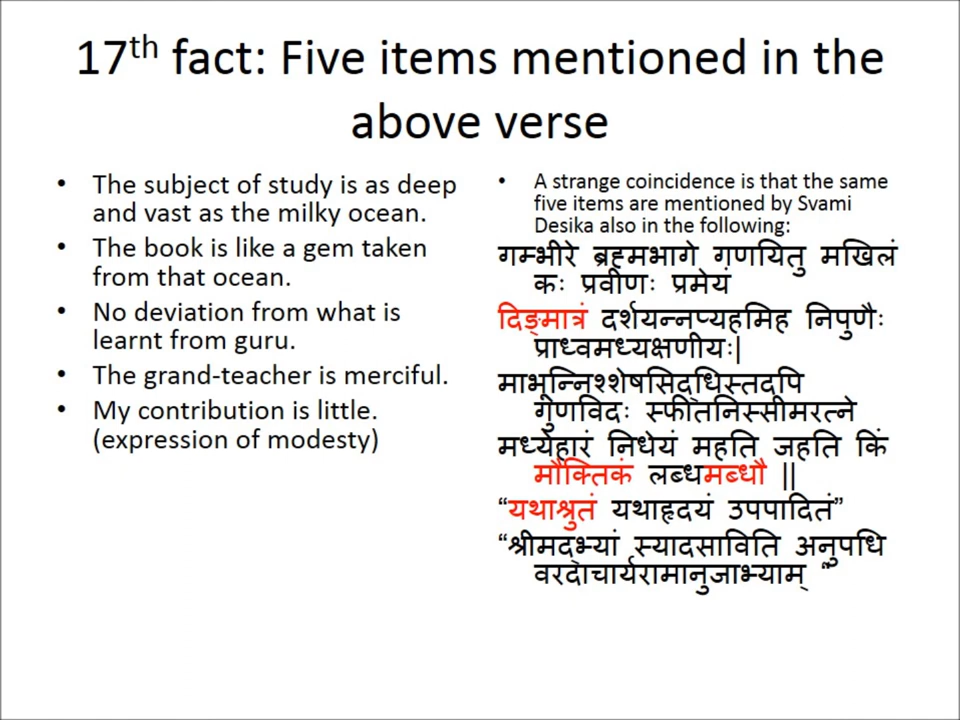 17th fact: Five items mentioned in the
above verse
• The subject of study is as deep
and vast as the milky ocean.
• The book is like a gem taken
from that ocean.
• No deviation from what is
learnt from guru.
• The grand-teacher is merciful.
• My contribution is little.
(expression of modesty)
• A strange coincidence is that the same
five items are mentioned by Svami
Desika also in the following:
गम्भीरे ब्रह्मभागे गणयितु मखिलं
कः प्रवीणः प्रमेयं
दिङ्मात्रं दर्शयन्नप्यहमिह निपुणैः
प्राध्वमध्यक्षणीयः|
माभून्निश्शेषसिद्धिस्तदपि
गुणविदः स्फीतनिस्सीमरत्ने
मध्येहारं निधेयं महति जहति किं
मौक्तिकं लब्धमब्धौ ||
“यथाश्रुतं यथाहृदयं उपपादितं”
“श्रीमद्भ्यां स्यादसाविति अनुपधि
वरदाचार्यरामानुजाभ्याम् “